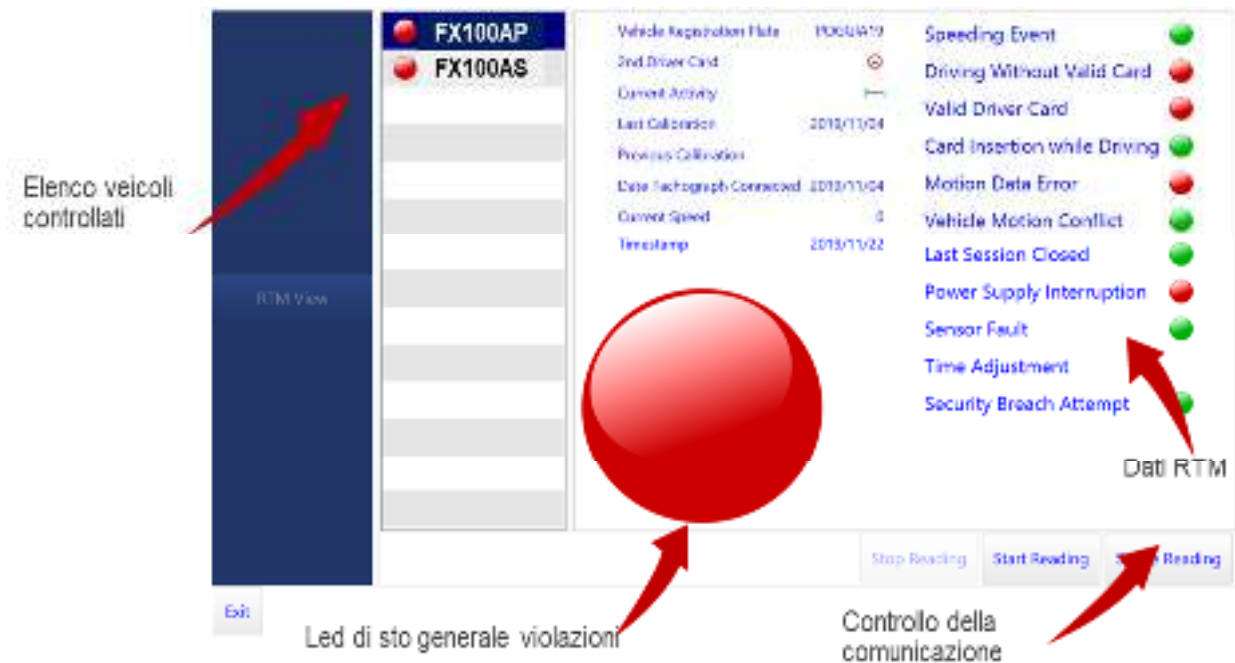 FX100AP
FX100AS
Vehicle Registration Plate
2nd Driver Card
Current Activity
Last Calibration 2019/11/04
Previous Calibration
Date Tachograph Connected 2019/11/04
Current Speed 0
Timestamp 2019/11/22
Speeding Event
Driving Without Valid Card
Valid Driver Card
Card Insertion while Driving
Motion Data Error
Vehicle Motion Conflict
Last Session Closed
Power Supply Interruption
Sensor Fault
Time Adjustment
Security Breach Attempt
Elenco veicoli
controllati
RTM View
Dati RTM
Stop Reading
Start Reading
Reading
Exit
Led di sto generale violazioni
Controllo della
comunicazione